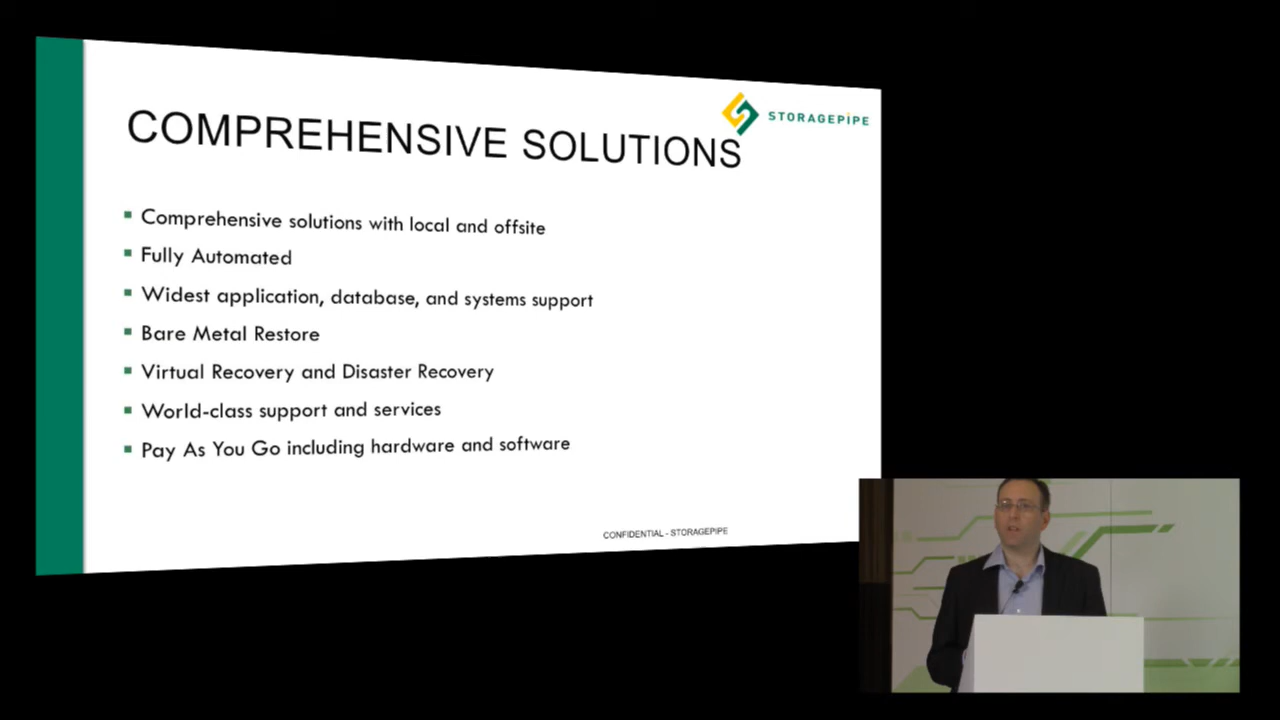 STORAGEPIPE
COMPREHENSIVE SOLUTIONS
Comprehensive solutions with local and offsite
Fully Automated
Widest application, database, and systems support
Bare Metal Restore
Virtual Recovery and Disaster Recovery
World-class support and services
Pay As You Go including hardware and software
CONFIDENTIAL - STORAGEPIPE